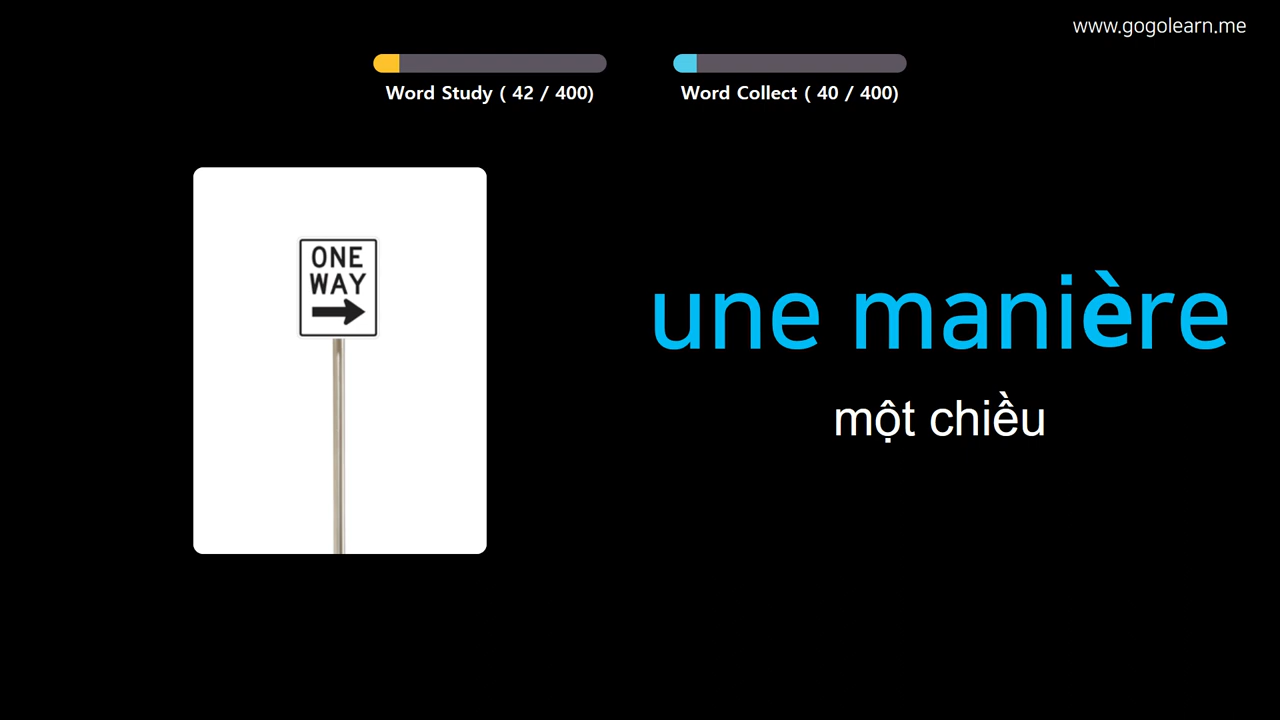 www.gogolearn.me
Word Study ( 42 / 400)
Word Collect ( 40 / 400)
ONE
WAY
une manière
một chiều